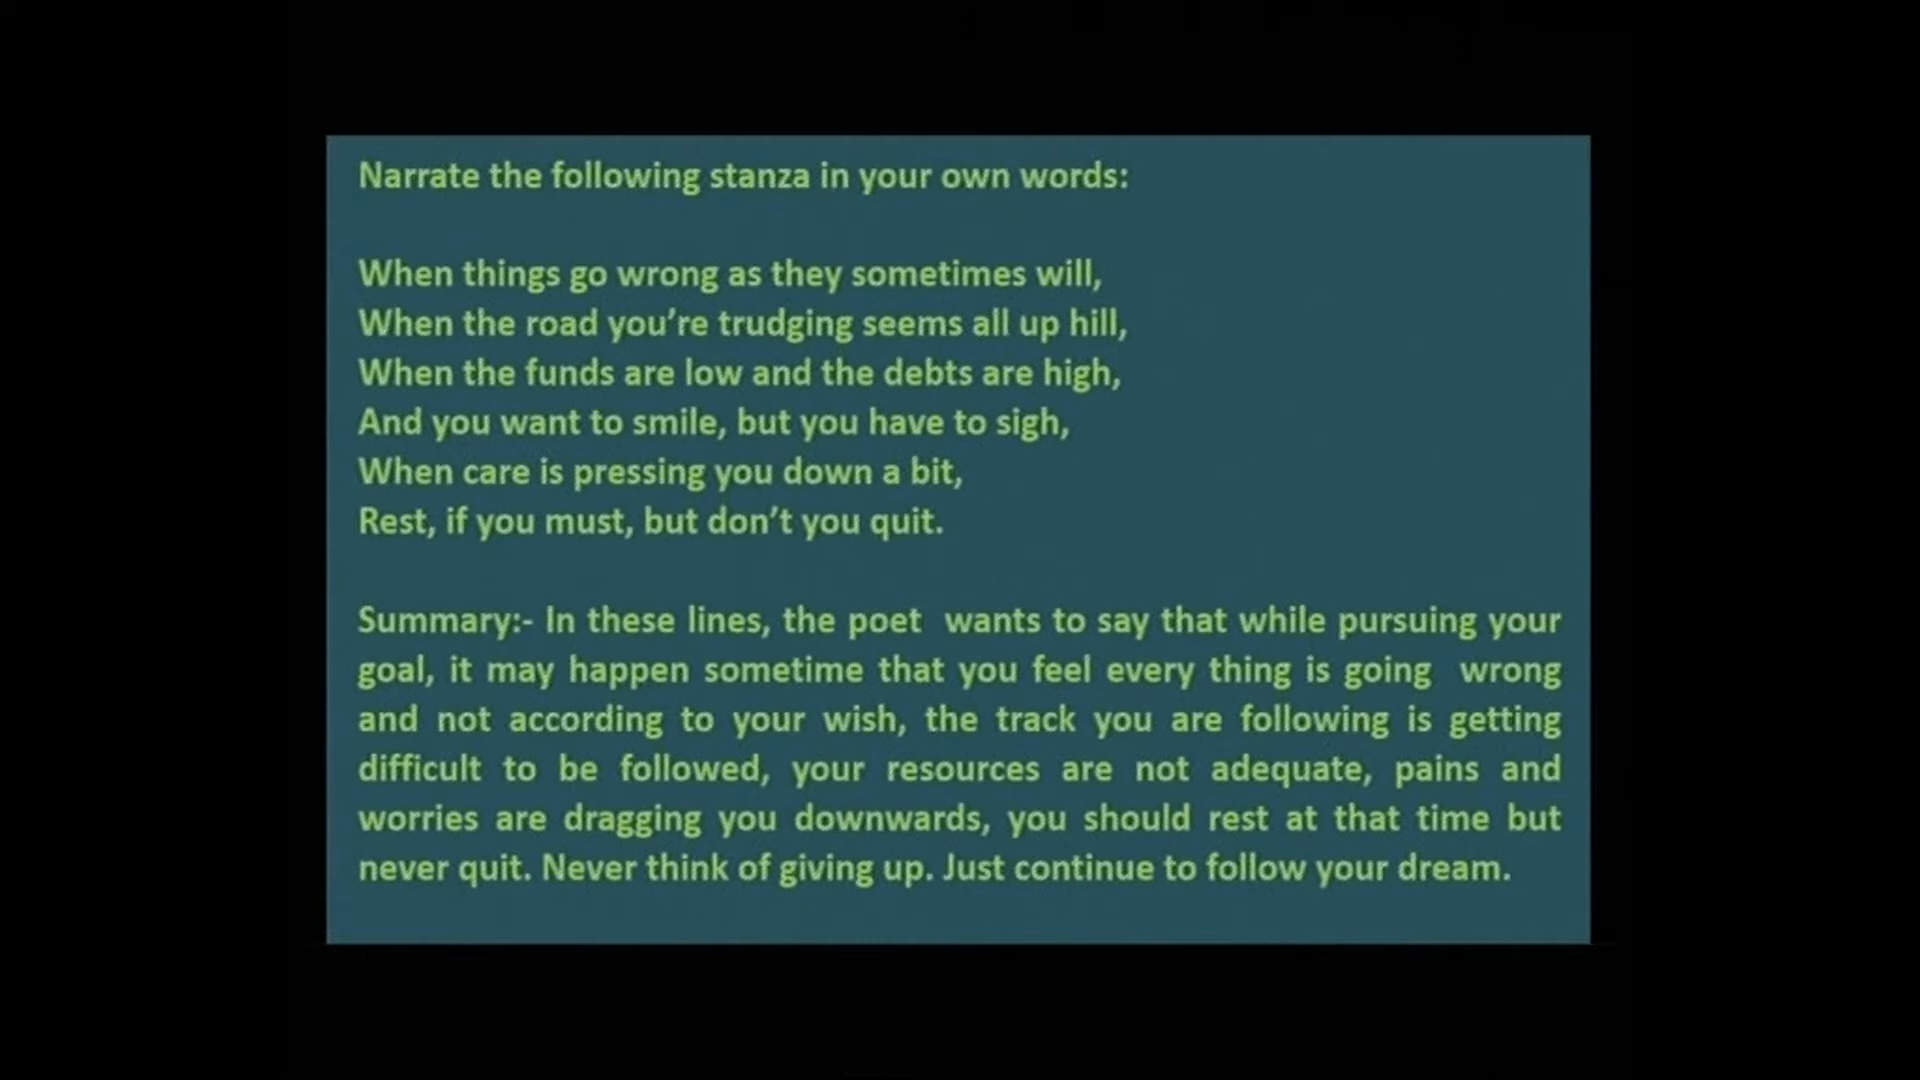 Narrate the following stanza in your own words:
When things go wrong as they sometimes will,
When the road you're trudging seems all up hill,
When the funds are low and the debts are high,
And you want to smile, but you have to sigh,
When care is pressing you down a bit,
Rest, if you must, but don't you quit.
Summary:- In these lines, the poet wants to say that while pursuing your
goal, it may happen sometime that you feel every thing is going wrong
and not according to your wish, the track you are following is getting
difficult to be followed, your resources are not adequate, pains and
worries are dragging you downwards, you should rest at that time but
never quit. Never think of giving up. Just continue to follow your dream.